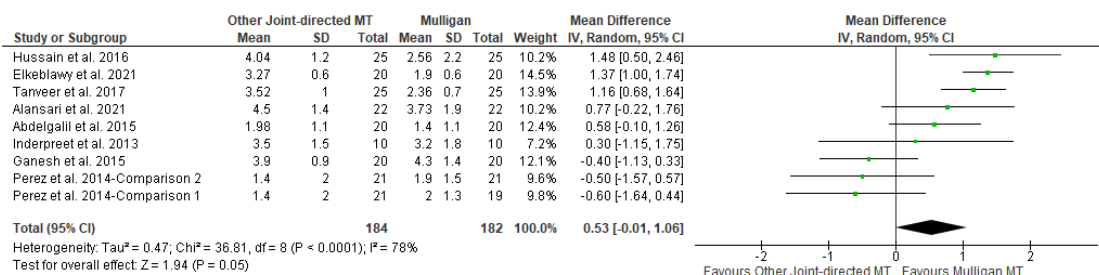 Other Joint-directed MT Mulligan Mean Difference Mean Difference
Study or Subgroup Mean SD Total Mean SD Total Weight IV, Random, 95% CI IV, Random, 95% CI
Hussain et al. 2016 4.04 1.2 25 2.56 2.2 25 10.2% 1.48 [0.50, 2.46]
Elkeblawy et al. 2021 3.27 0.6 20 1.9 0.6 20 14.5% 1.37 [1.00, 1.74]
Tanveer et al. 2017 3.52 1 25 2.36 0.7 25 13.9% 1.16 [0.68, 1.64]
Alansari et al. 2021 4.5 1.4 22 3.73 1.9 22 10.2% 0.77 [-0.22, 1.76]
Abdelgalil et al. 2015 1.98 1.1 20 1.4 1.1 20 12.4% 0.58 [-0.10, 1.26]
Inderpreet et al. 2013 3.5 1.5 10 3.2 1.8 10 7.2% 0.30 [-1.15, 1.75]
Ganesh et al. 2015 3.9 0.9 20 4.3 1.4 20 12.1% -0.40 [-1.13, 0.33]
Perez et al. 2014-Comparison 2 1.4 2 21 1.9 1.5 21 9.6% -0.50 [-1.57, 0.57]
Perez et al. 2014-Comparison 1 1.4 2 21 2 1.3 19 9.8% -0.60 [-1.64, 0.44]
Total (95% CI) 184 182 100.0% 0.53 [-0.01, 1.06]
Heterogeneity: Tau² = 0.47; Chi² = 36.81, df = 8 (P < 0.0001); I² = 78%
Test for overall effect: Z = 1.94 (P = 0.05)
-2 -1 0 1 2
Favours Other Joint-directed MT Favours Mulligan MT